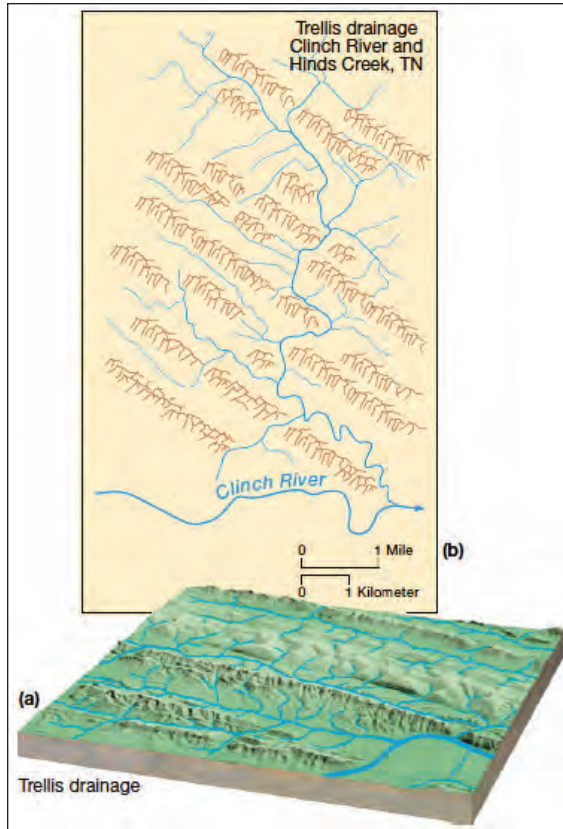 Trellis drainage
Clinch River and
Hinds Creek, TN
Clinch River
0 1 Mile
0 1 Kilometer
(b)
(a)
Trellis drainage